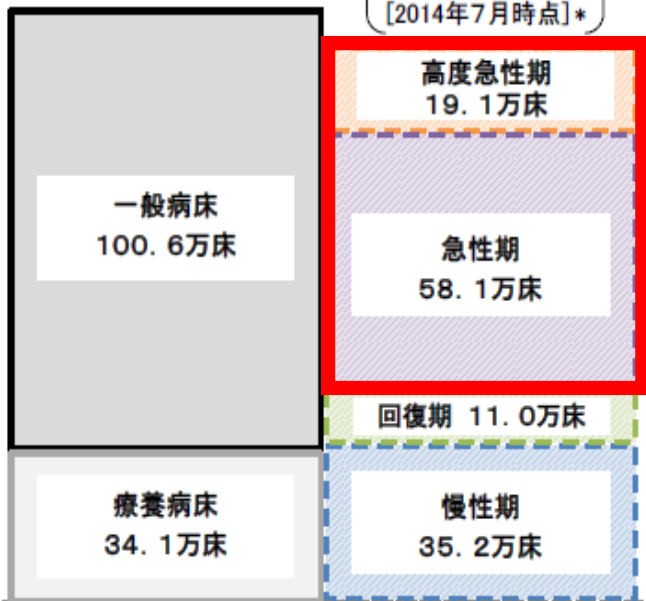 [2014年7月時点]*
高度急性期
19.1万床
一般病床
100.6万床
急性期
58.1万床
回復期 11.0万床
療養病床
34.1万床
慢性期
35.2万床